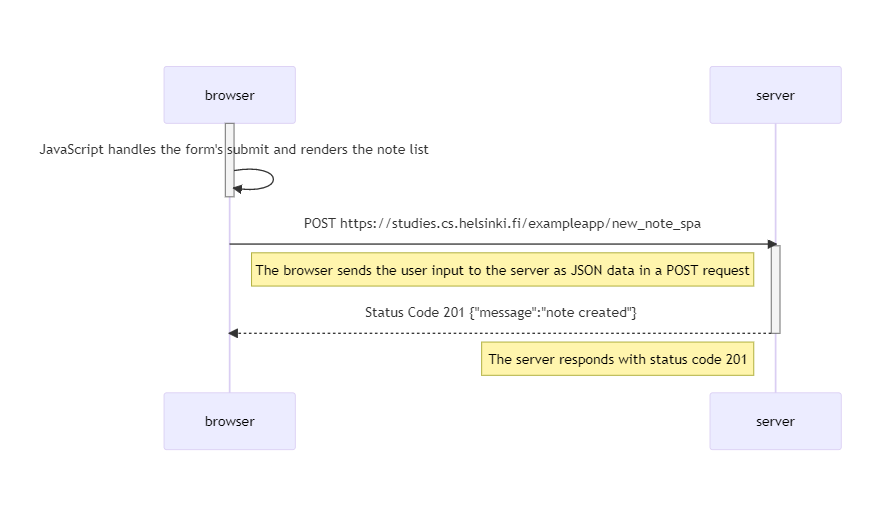 browser
server
JavaScript handles the form's submit and renders the note list
POST https://studies.cs.helsinki.fi/exampleapp/new_note_spa
The browser sends the user input to the server as JSON data in a POST request
Status Code 201 {"message":"note created"}
The server responds with status code 201
browser
server